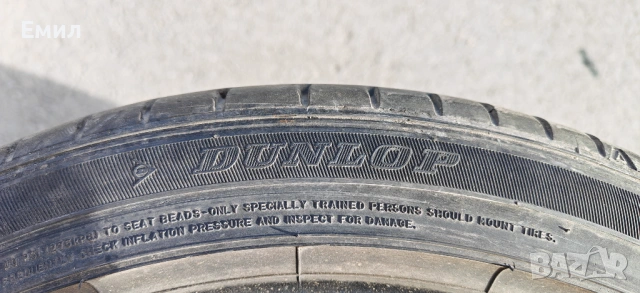 Емил
DUNLOP
TO SEAT BEADS-ONLY SPECIALLY TRAINED PERSONS SHOULD MOUNT TIRES.
CHECK INFLATION PRESSURE AND INSPECT FOR DAMAGE.
bazar